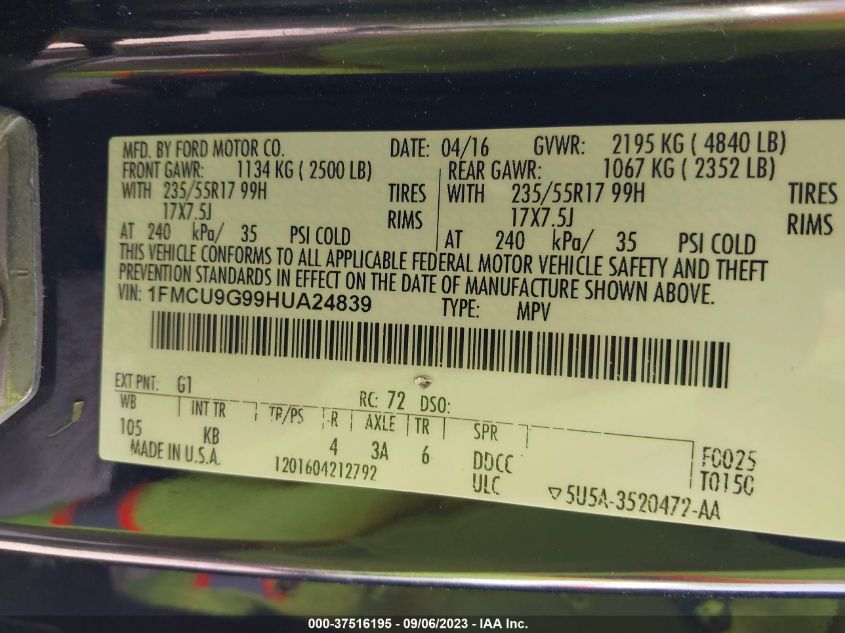 MFD. BY FORD MOTOR CO. DATE: 04/16 GVWR: 2195 KG ( 4840 LB)
FRONT GAWR: 1134 KG ( 2500 LB) REAR GAWR: 1067 KG ( 2352 LB)
WITH 235/55R17 99H TIRES WITH 235/55R17 99H TIRES
17X7.5J RIMS 17X7.5J RIMS
AT 240 kPa/ 35 PSI COLD AT 240 kPa/ 35 PSI COLD
THIS VEHICLE CONFORMS TO ALL APPLICABLE FEDERAL MOTOR VEHICLE SAFETY AND THEFT
PREVENTION STANDARDS IN EFFECT ON THE DATE OF MANUFACTURE SHOWN ABOVE.
VIN: 1FMCU9G99HUA24839 TYPE: MPV
EXT PNT: G1 RC: 72 DSO:
WB INT TR TP/PS R AXLE TR SPR
105 KB 4 3A 6 DDCC F0025
MADE IN U.S.A. 1201604212792 ULC T0150
5U5A-3520472-AA
000-37516195 - 09/06/2023 - IAA Inc.